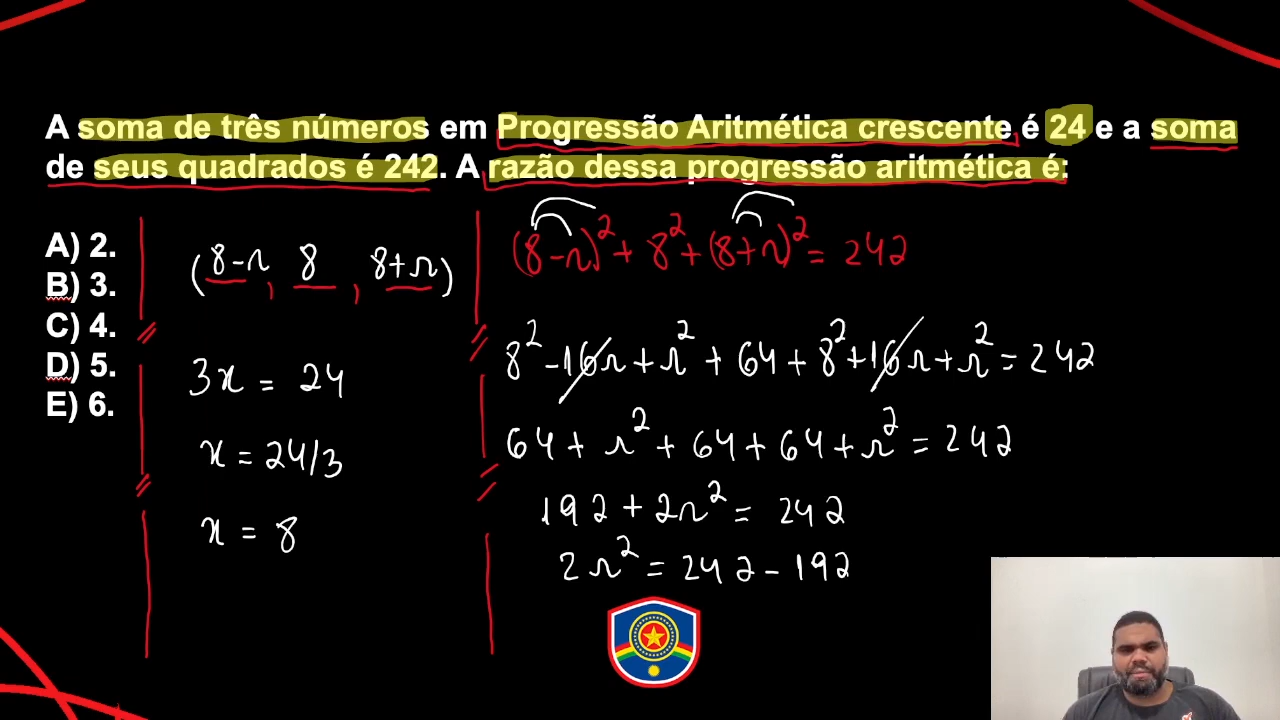 A soma de três números em Progressão Aritmética crescente é 24 e a soma
de seus quadrados é 242. A razão dessa progressão aritmética é:
A) 2.
B) 3.
C) 4.
D) 5.
E) 6.
(8-r, 8, 8+r)
3x = 24
x = 24/3
x = 8
(8-r)² + 8² + (8+r)² = 242
8² - 16r + r² + 64 + 8² + 16r + r² = 242
64 + r² + 64 + 64 + r² = 242
192 + 2r² = 242
2r² = 242 - 192